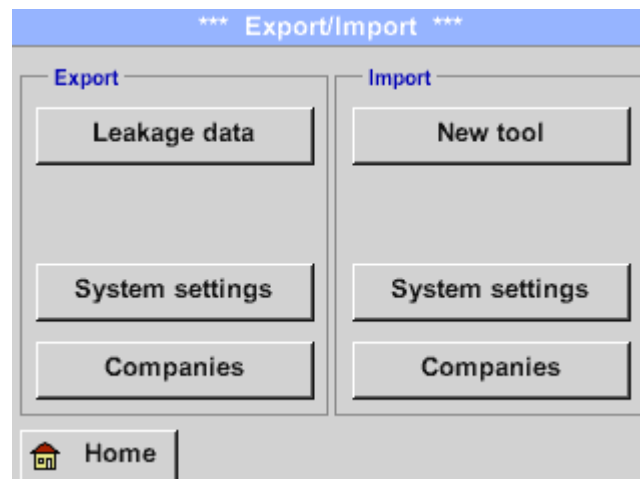 *** Export/Import ***
Export
Leakage data
System settings
Companies
Import
New tool
System settings
Companies
Home